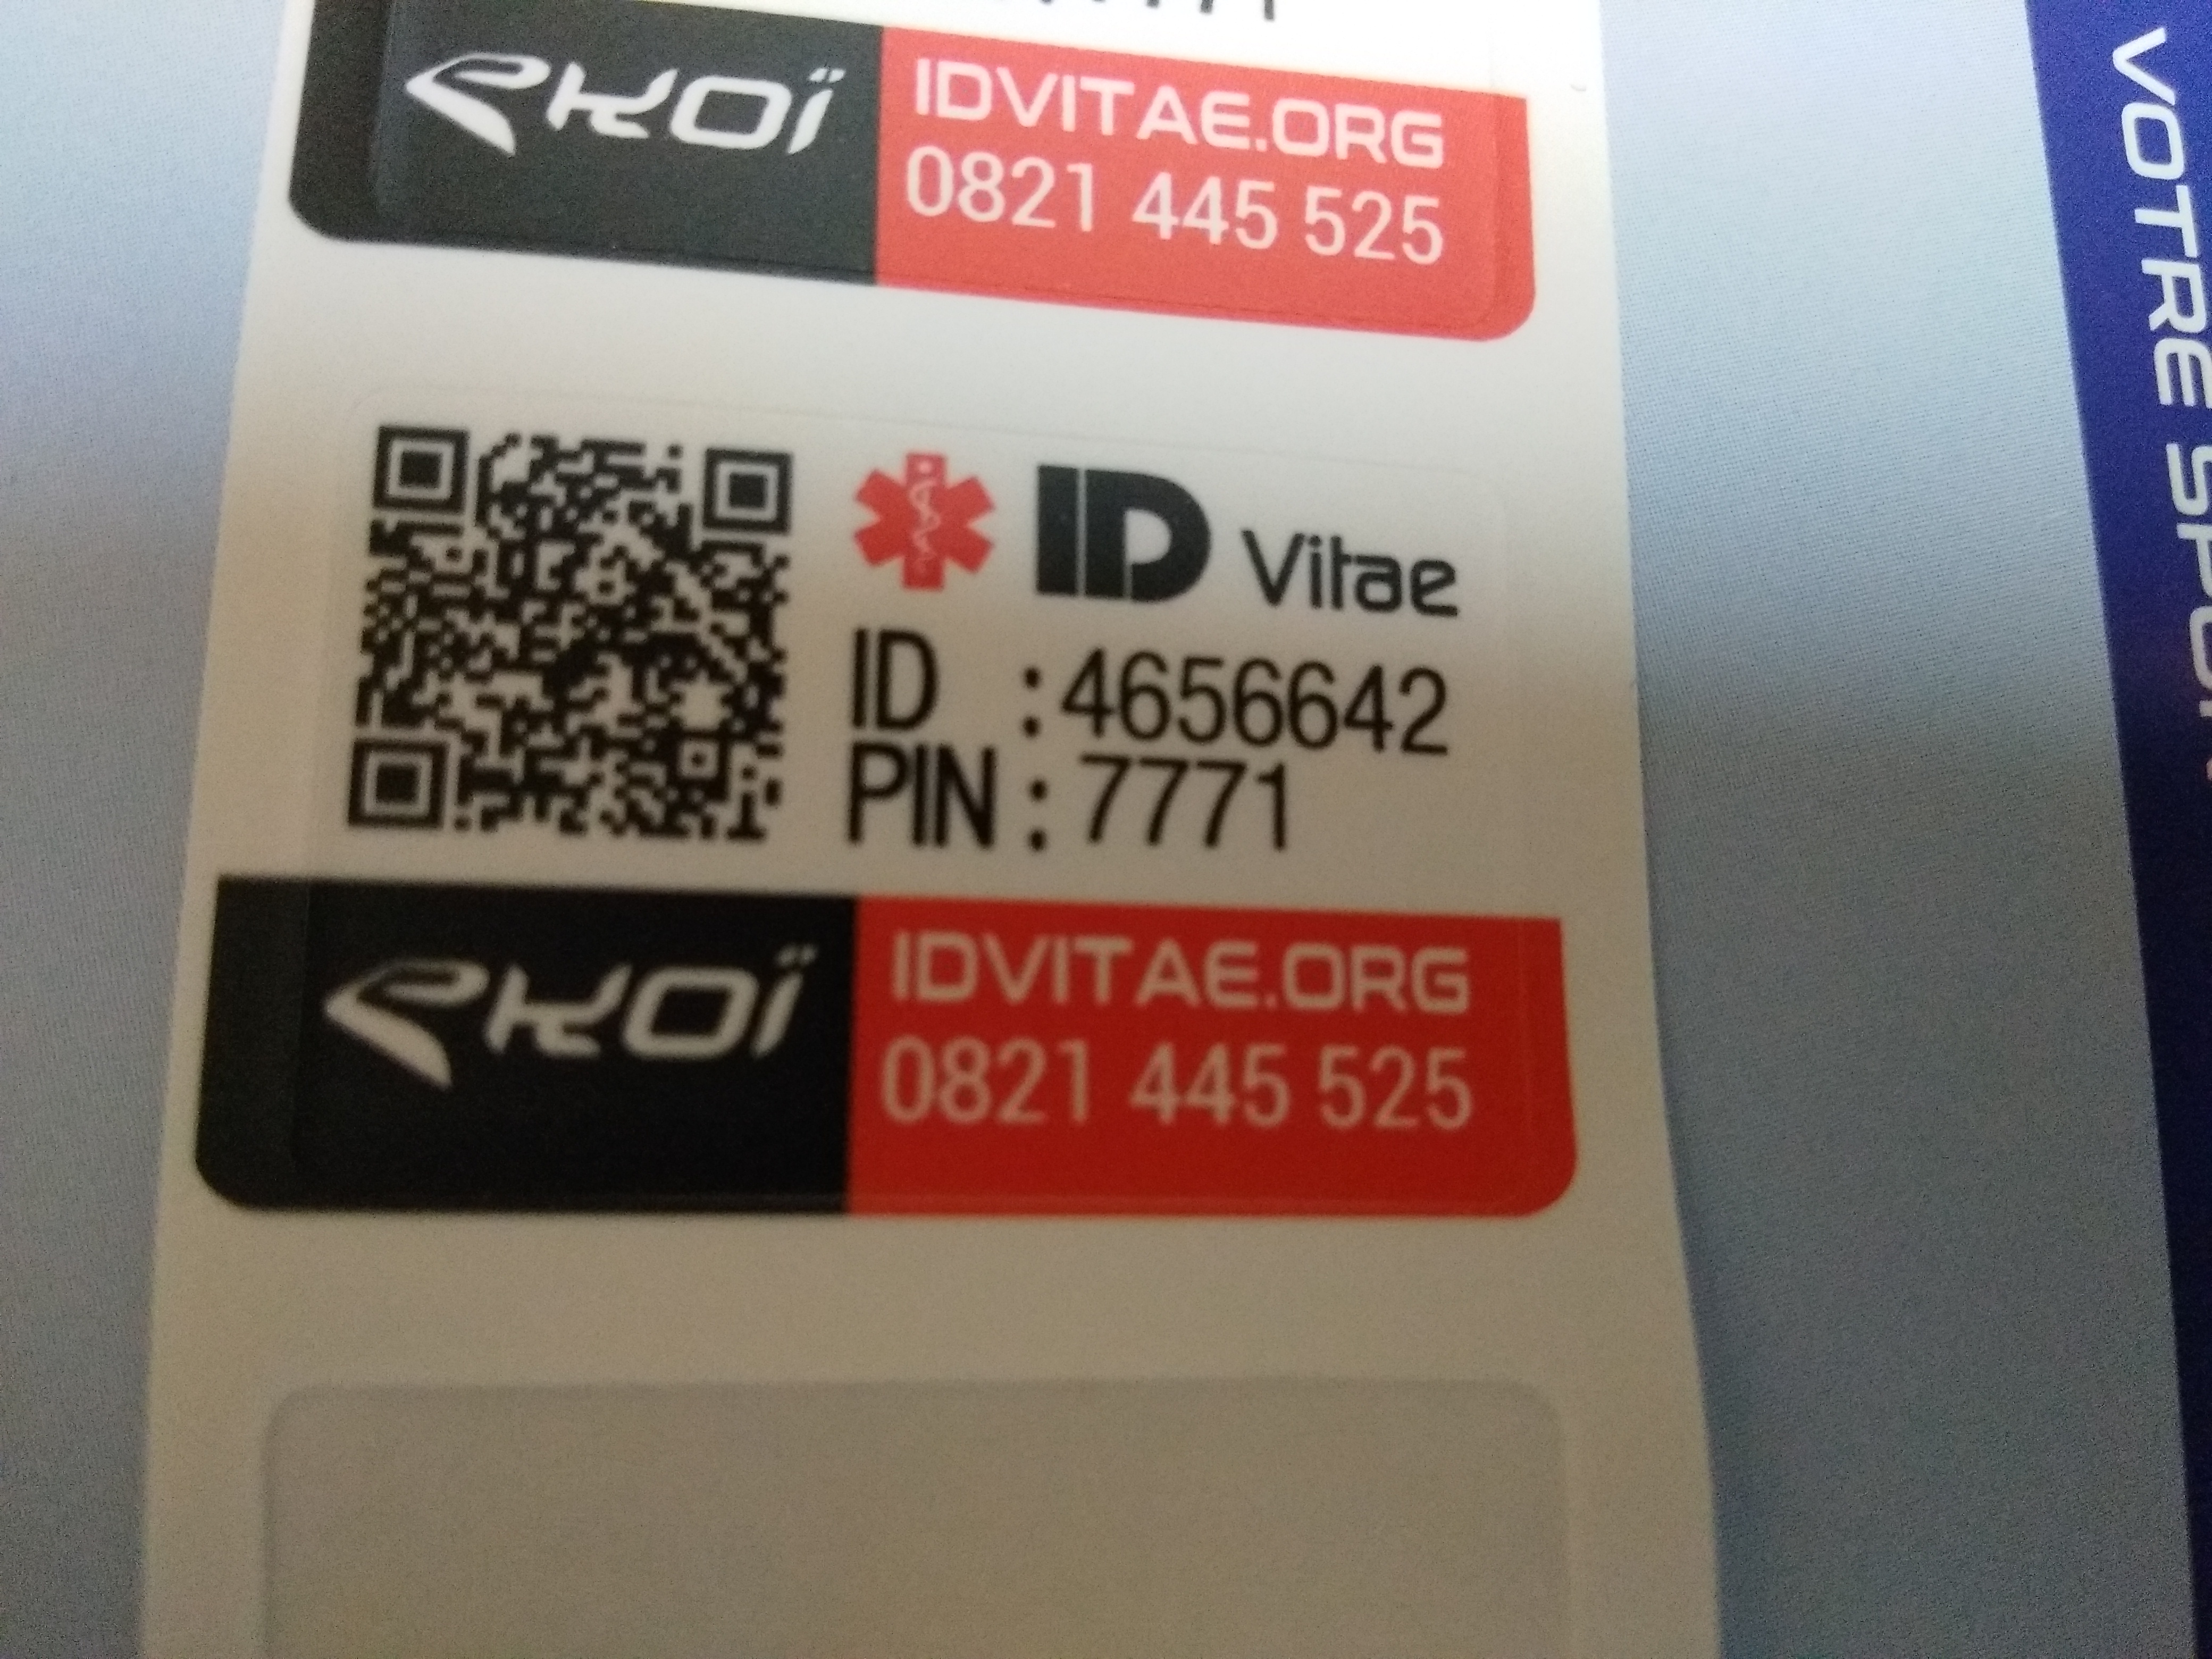 EKOÏ
IDVITAE.ORG
0821 445 525
ID Vitae
ID :4656642
PIN : 7771
EKOÏ
IDVITAE.ORG
0821 445 525
VOTRE SPOR